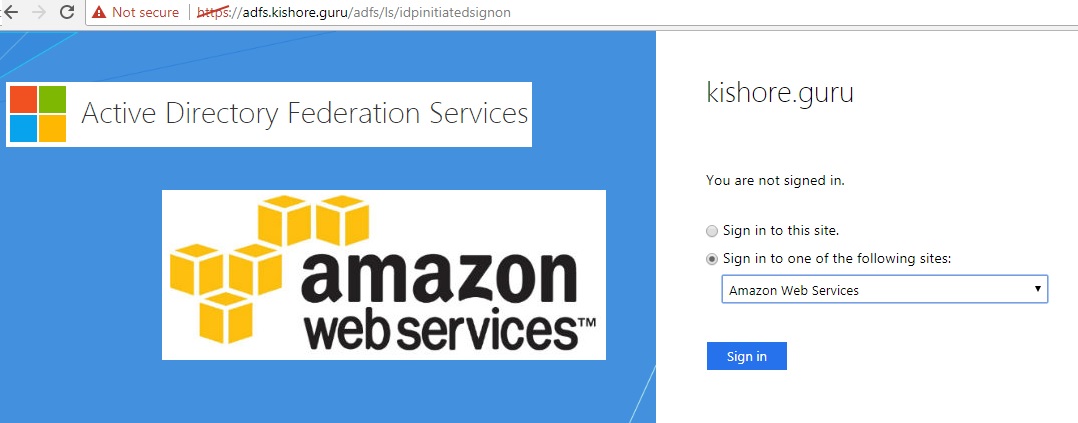 Not secure https://adfs.kishore.guru/adfs/ls/idpinitiatedsignon
Active Directory Federation Services
amazon
web services™
kishore.guru
You are not signed in.
Sign in to this site.
Sign in to one of the following sites:
Amazon Web Services
Sign in